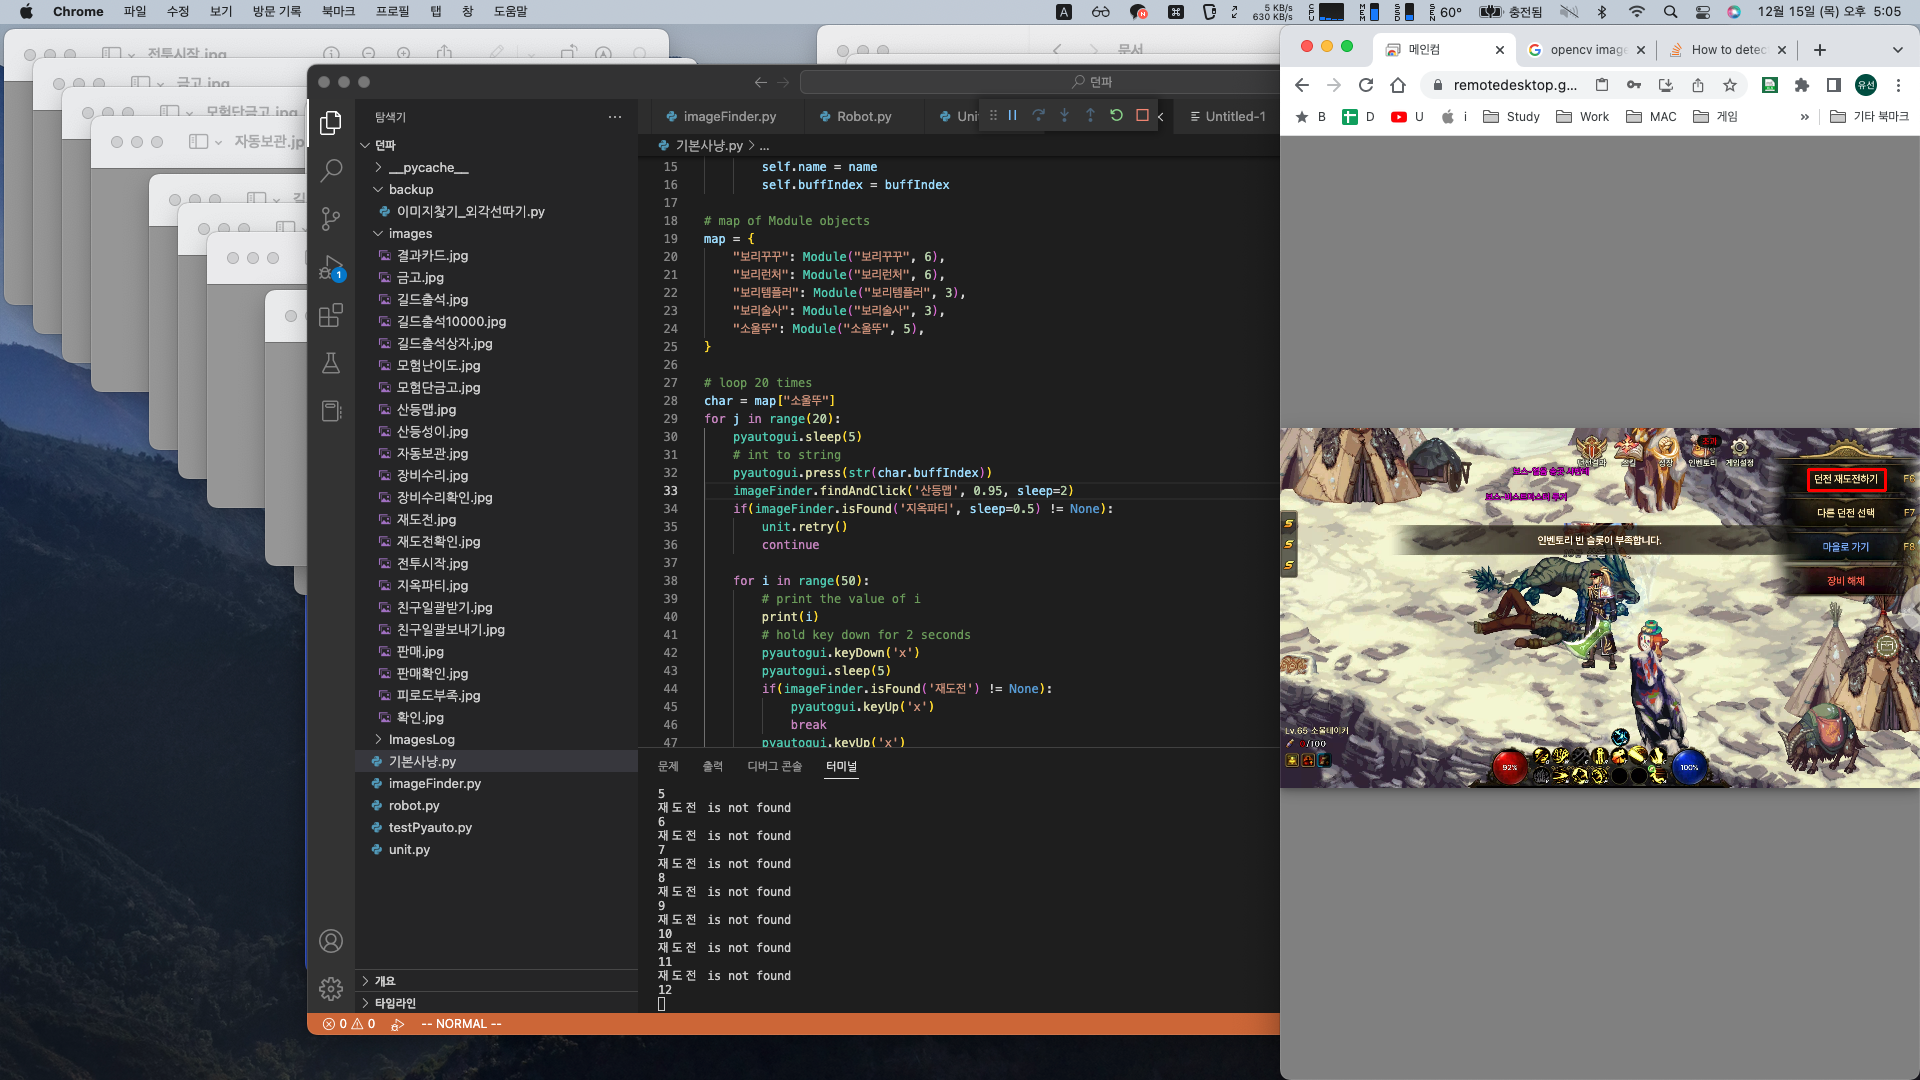 Chrome 파일 수정 보기 방문 기록 북마크 프로필 탭 창 도움말
5 KB/s
630 KB/s
CPU MEM SSD SEN 60° 충전됨 12월 15일 (목) 오후 5:05
전투시작.jpg
금고.jpg
모험단금고.jpg
자동보관.jp
문서
던파
탐색기
던파
__pycache__
backup
이미지찾기_외각선따기.py
images
결과카드.jpg
금고.jpg
길드출석.jpg
길드출석10000.jpg
길드출석상자.jpg
모험난이도.jpg
모험단금고.jpg
산등맵.jpg
산등성이.jpg
자동보관.jpg
장비수리.jpg
장비수리확인.jpg
재도전.jpg
재도전확인.jpg
전투시작.jpg
지옥파티.jpg
친구일괄받기.jpg
친구일괄보내기.jpg
판매.jpg
판매확인.jpg
피로도부족.jpg
확인.jpg
ImagesLog
기본사냥.py
imageFinder.py
robot.py
testPyauto.py
unit.py
개요
타임라인
0 0 -- NORMAL --
imageFinder.py Robot.py Uni Untitled-1
기본사냥.py > ...
15 self.name = name
16 self.buffIndex = buffIndex
17
18 # map of Module objects
19 map = {
20 "보리꾸꾸": Module("보리꾸꾸", 6),
21 "보리런처": Module("보리런처", 6),
22 "보리템플러": Module("보리템플러", 3),
23 "보리술사": Module("보리술사", 3),
24 "소울뚜": Module("소울뚜", 5),
25 }
26
27 # loop 20 times
28 char = map["소울뚜"]
29 for j in range(20):
30 pyautogui.sleep(5)
31 # int to string
32 pyautogui.press(str(char.buffIndex))
33 imageFinder.findAndClick('산등맵', 0.95, sleep=2)
34 if(imageFinder.isFound('지옥파티', sleep=0.5) != None):
35 unit.retry()
36 continue
37
38 for i in range(50):
39 # print the value of i
40 print(i)
41 # hold key down for 2 seconds
42 pyautogui.keyDown('x')
43 pyautogui.sleep(5)
44 if(imageFinder.isFound('재도전') != None):
45 pyautogui.keyUp('x')
46 break
47 pyautogui.keyUp('x')
문제 출력 디버그 콘솔 터미널
5
재도전 is not found
6
재도전 is not found
7
재도전 is not found
8
재도전 is not found
9
재도전 is not found
10
재도전 is not found
11
재도전 is not found
12
메인컴 opencv image How to detec
remotedesktop.g... 유선
B D U i Study Work MAC 게임 » 기타 북마크
스킬 인벤토리 게임설정
던전 재도전하기 F6
다른 던전 선택 F7
인벤토리 빈 슬롯이 부족합니다.
마을로 가기 F8
장비 해체
Lv.65 소울테이커
/100
92% 100%